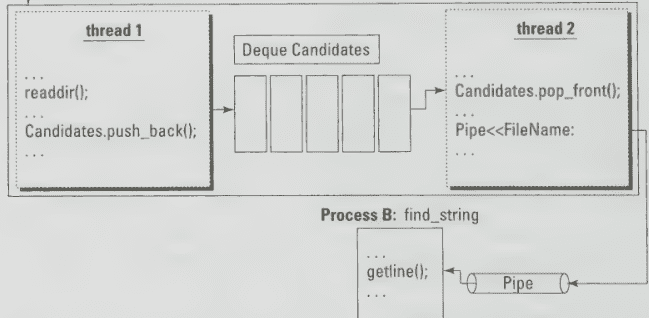 thread 1
...
readdir();
...
Candidates.push_back();
...
Deque Candidates
thread 2
...
Candidates.pop_front();
...
Pipe<<FileName:
...
Process B: find_string
...
getline();
...
Pipe